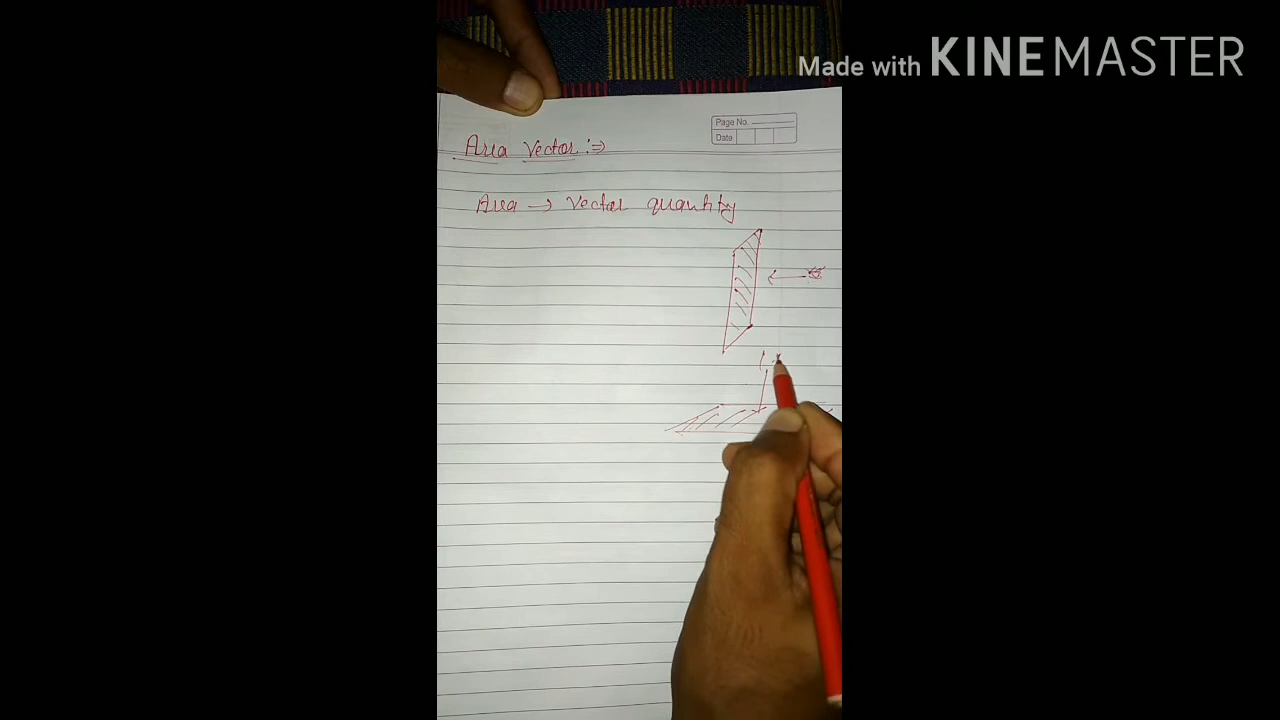 Made with KINEMASTER
Page No.
Date
Area Vector :⇒
Area → Vector quantity